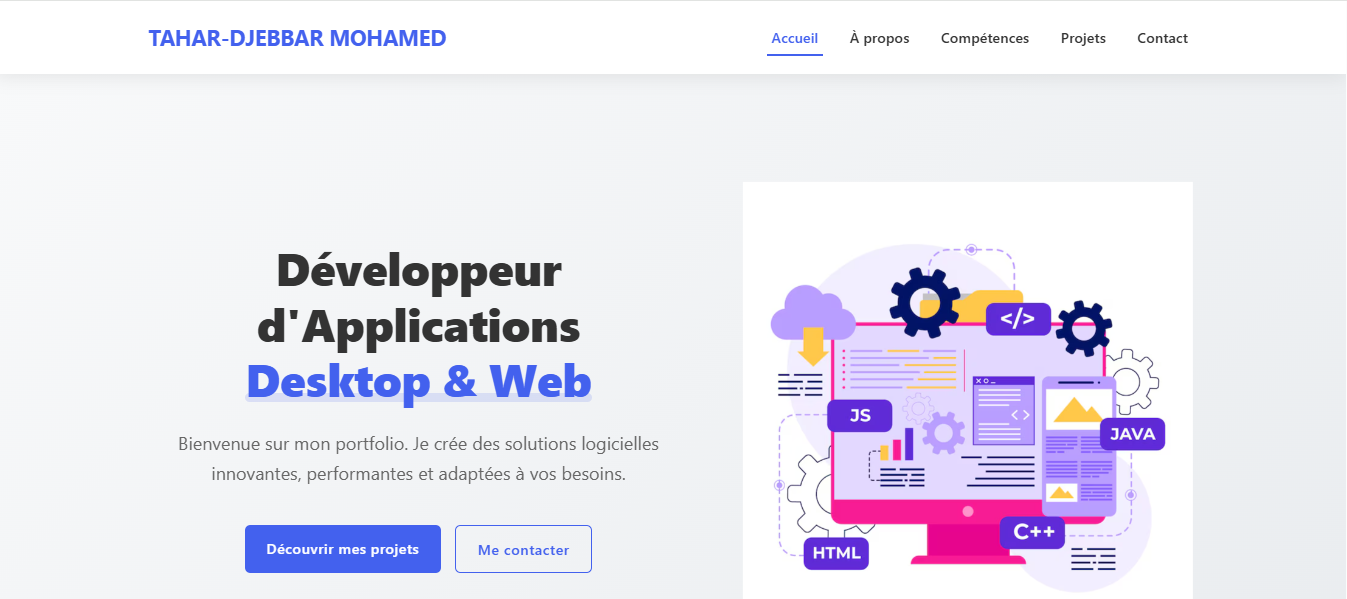 TAHAR-DJEBBAR MOHAMED
Accueil
À propos
Compétences
Projets
Contact
Développeur
d'Applications
Desktop & Web
Bienvenue sur mon portfolio. Je crée des solutions logicielles
innovantes, performantes et adaptées à vos besoins.
Découvrir mes projets
Me contacter
</>
JS
< >
JAVA
C++
HTML